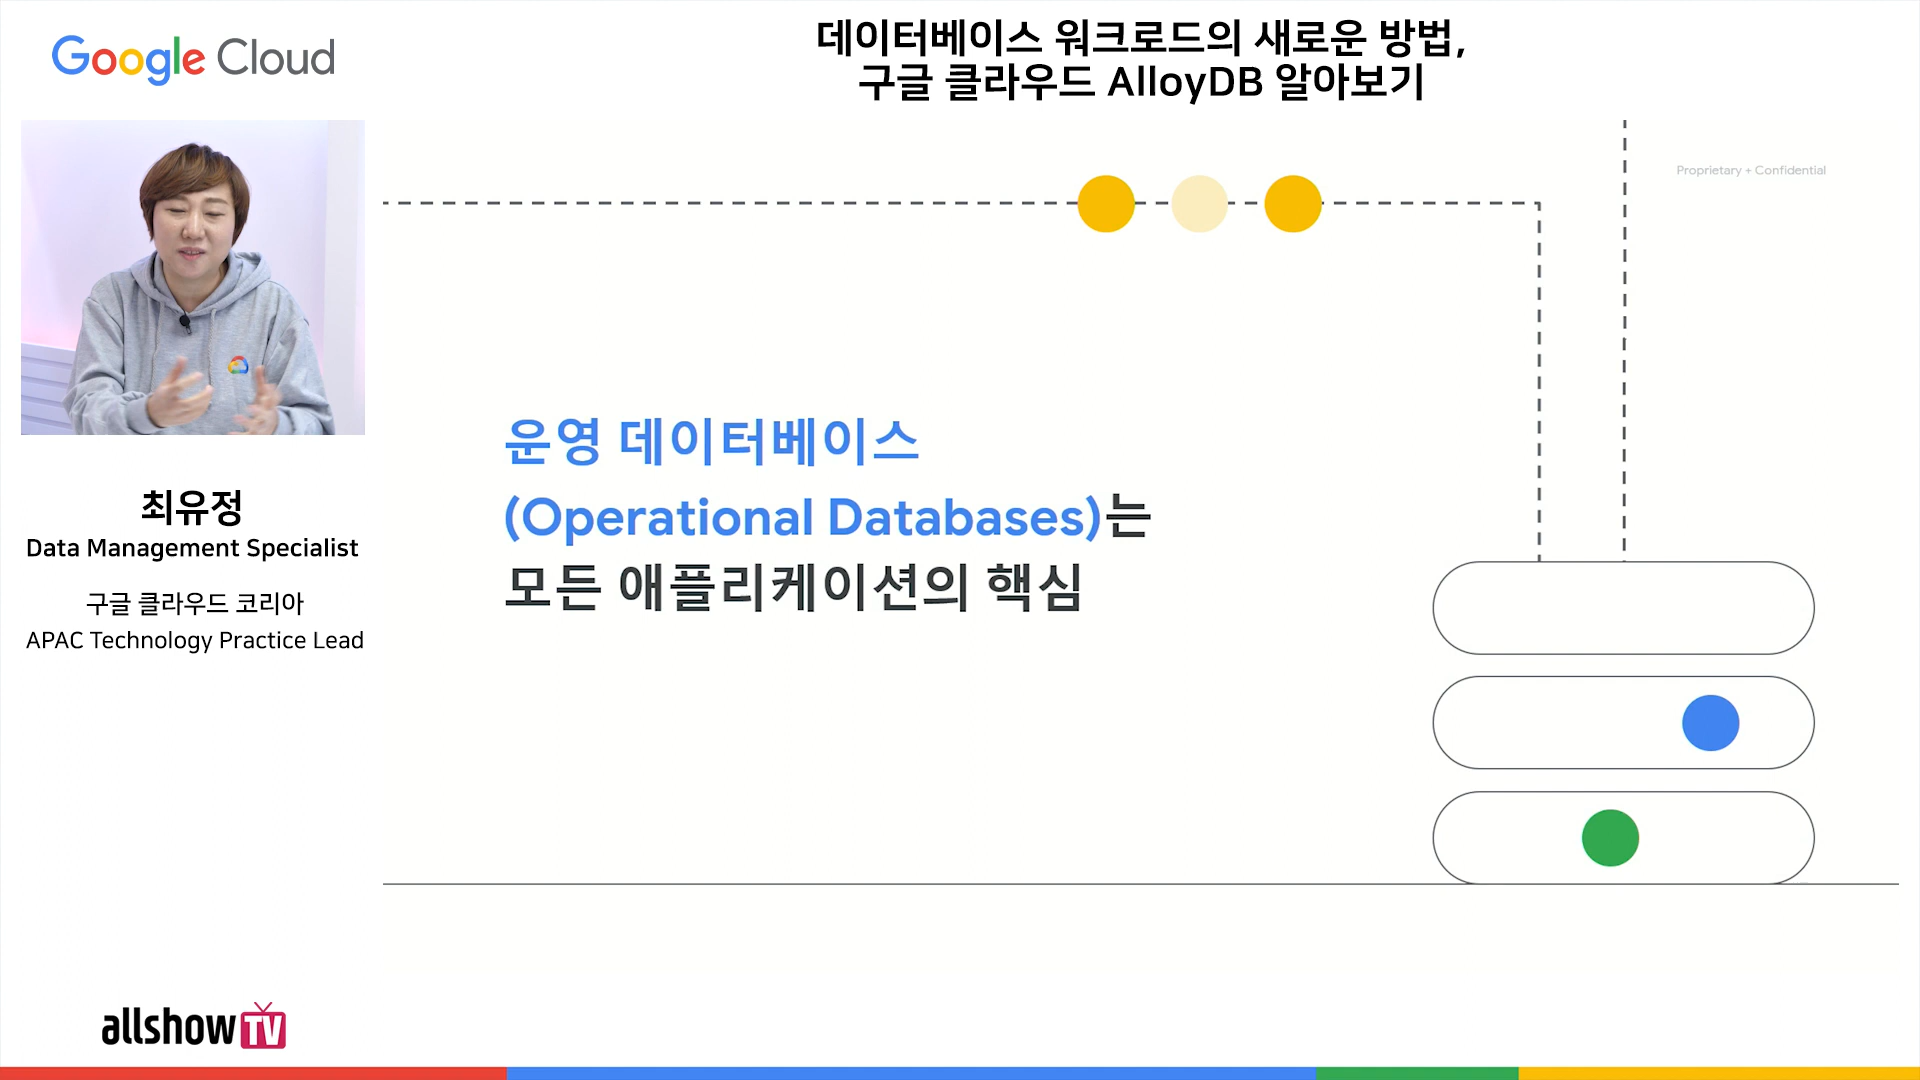 Google Cloud
데이터베이스 워크로드의 새로운 방법,
구글 클라우드 AlloyDB 알아보기
Proprietary + Confidential
운영 데이터베이스
(Operational Databases)는
모든 애플리케이션의 핵심
최유정
Data Management Specialist
구글 클라우드 코리아
APAC Technology Practice Lead
allshow TV